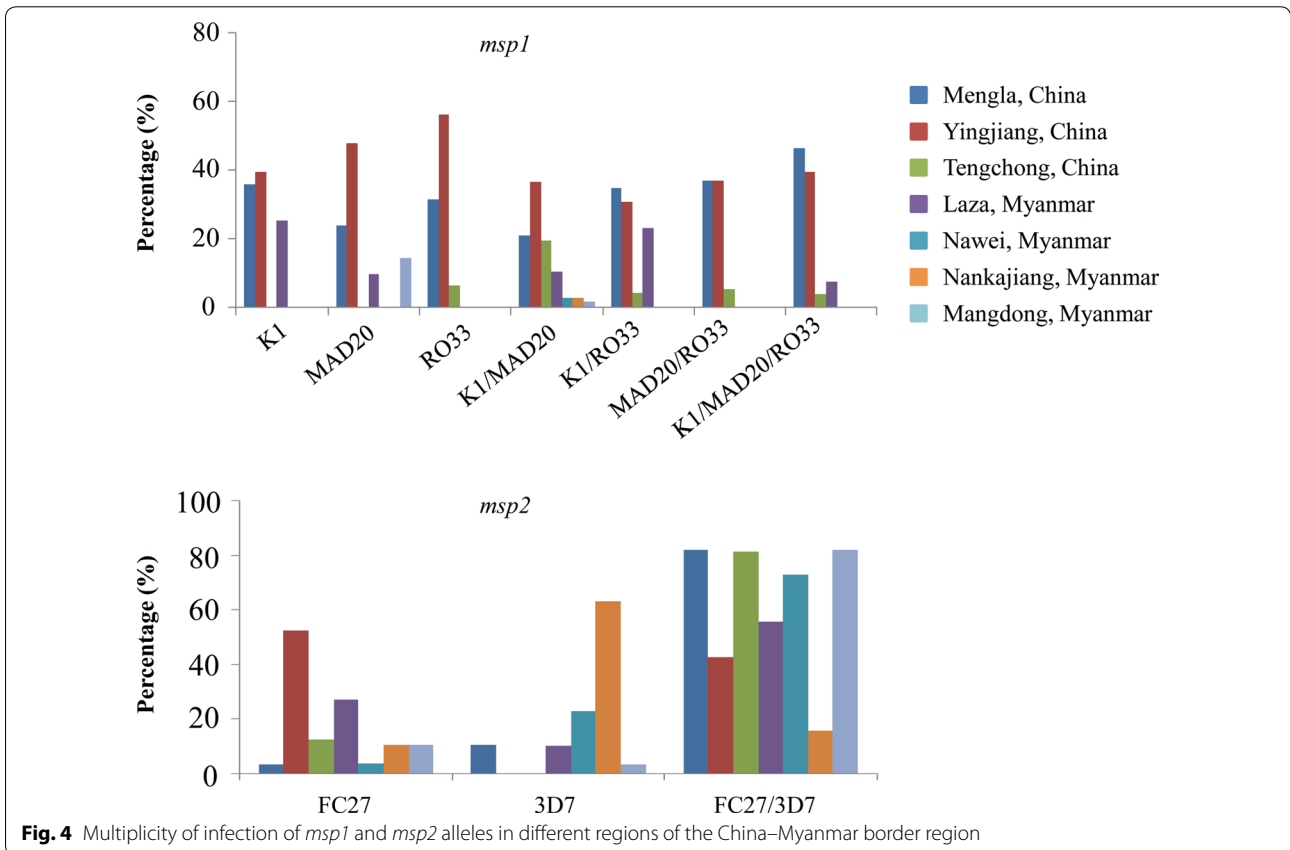 msp1
Percentage (%)
80
60
40
20
0
K1
MAD20
RO33
K1/MAD20
K1/RO33
MAD20/RO33
K1/MAD20/RO33
Mengla, China
Yingjiang, China
Tengchong, China
Laza, Myanmar
Nawei, Myanmar
Nankajiang, Myanmar
Mangdong, Myanmar
msp2
Percentage (%)
100
80
60
40
20
0
FC27
3D7
FC27/3D7
Fig. 4 Multiplicity of infection of msp1 and msp2 alleles in different regions of the China–Myanmar border region